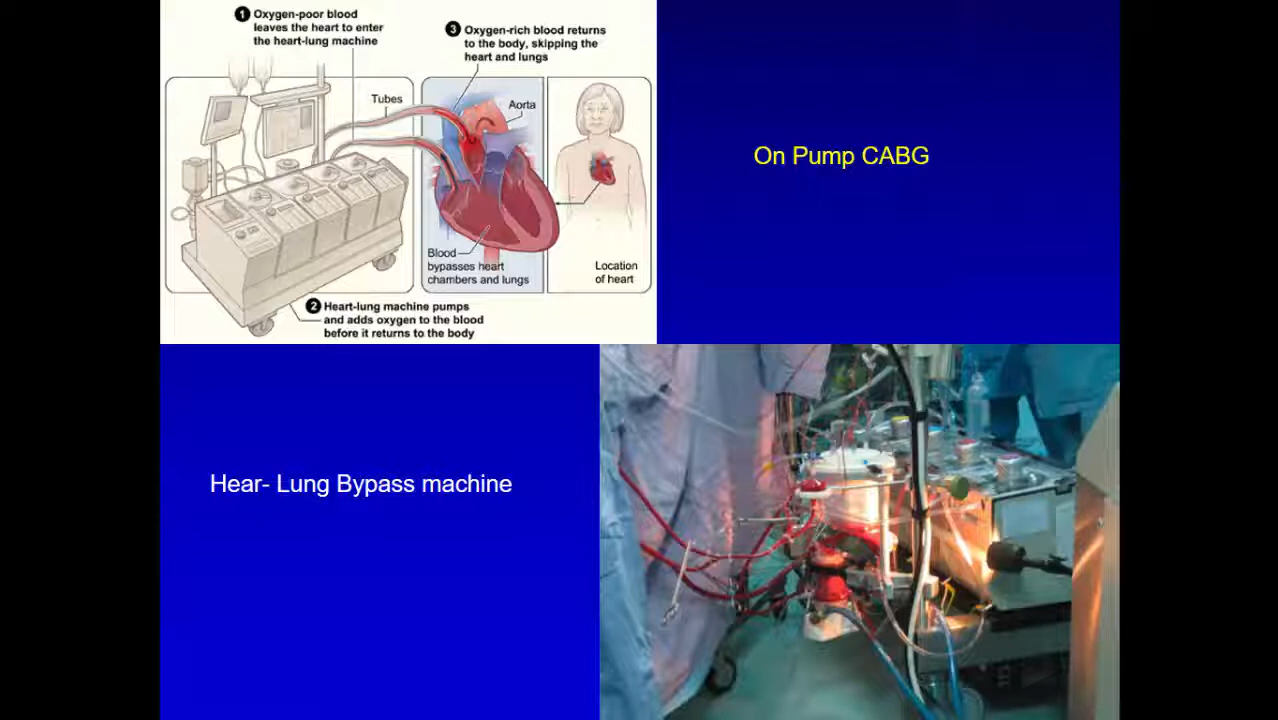 1 Oxygen-poor blood
leaves the heart to enter
the heart-lung machine
3 Oxygen-rich blood returns
to the body, skipping the
heart and lungs
Tubes
Aorta
Blood
bypasses heart
chambers and lungs
Location
of heart
2 Heart-lung machine pumps
and adds oxygen to the blood
before it returns to the body
On Pump CABG
Hear- Lung Bypass machine